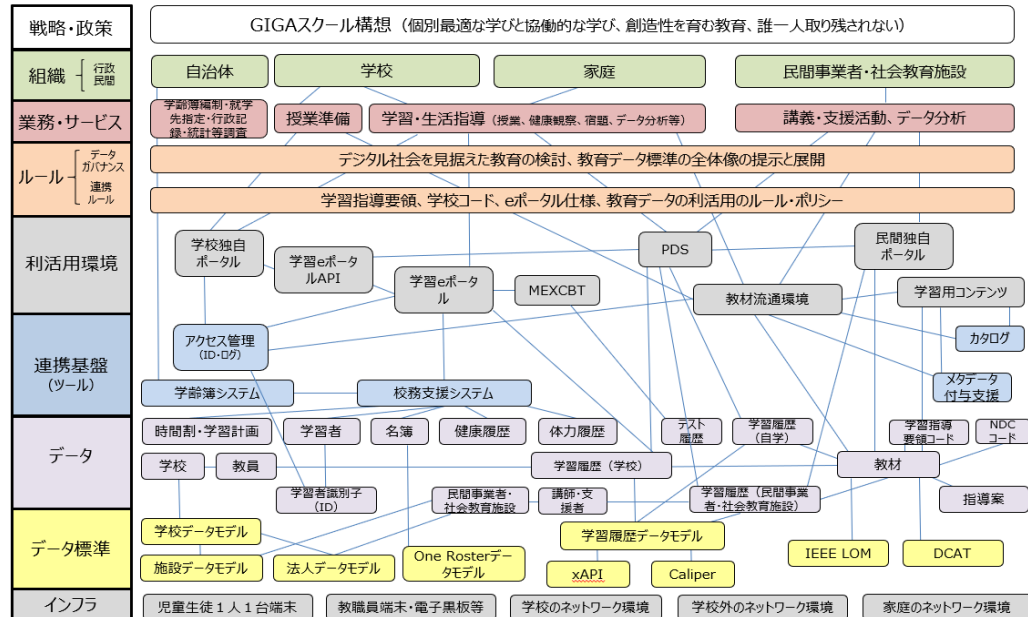 戦略・政策
GIGAスクール構想（個別最適な学びと協働的な学び、創造性を育む教育、誰一人取り残されない）
組織
行政
民間
自治体
学校
家庭
民間事業者・社会教育施設
業務・サービス
学齢簿編制・就学
先指定・行政記
録・統計等調査
授業準備
学習・生活指導（授業、健康観察、宿題、データ分析等）
講義・支援活動、データ分析
ルール
データ
ガバナンス
連携
ルール
デジタル社会を見据えた教育の検討、教育データ標準の全体像の提示と展開
学習指導要領、学校コード、eポータル仕様、教育データの利活用のルール・ポリシー
利活用環境
学校独自
ポータル
学習eポータ
ルAPI
学習eポータ
ル
MEXCBT
PDS
教材流通環境
民間独自
ポータル
学習用コンテンツ
連携基盤
（ツール）
アクセス管理
（ID・ログ）
カタログ
学齢簿システム
校務支援システム
メタデータ
付与支援
データ
時間割・学習計画
学習者
名簿
健康履歴
体力履歴
テスト
履歴
学習履歴
（自学）
学習指導
要領コード
NDC
コード
学校
教員
学習履歴（学校）
教材
学習者識別子
（ID）
民間事業者・
社会教育施設
講師・支
援者
学習履歴（民間事業
者・社会教育施設）
指導案
データ標準
学校データモデル
学習履歴データモデル
施設データモデル
法人データモデル
One Rosterデー
タモデル
xAPI
Caliper
IEEE LOM
DCAT
インフラ
児童生徒１人１台端末
教職員端末・電子黒板等
学校のネットワーク環境
学校外のネットワーク環境
家庭のネットワーク環境